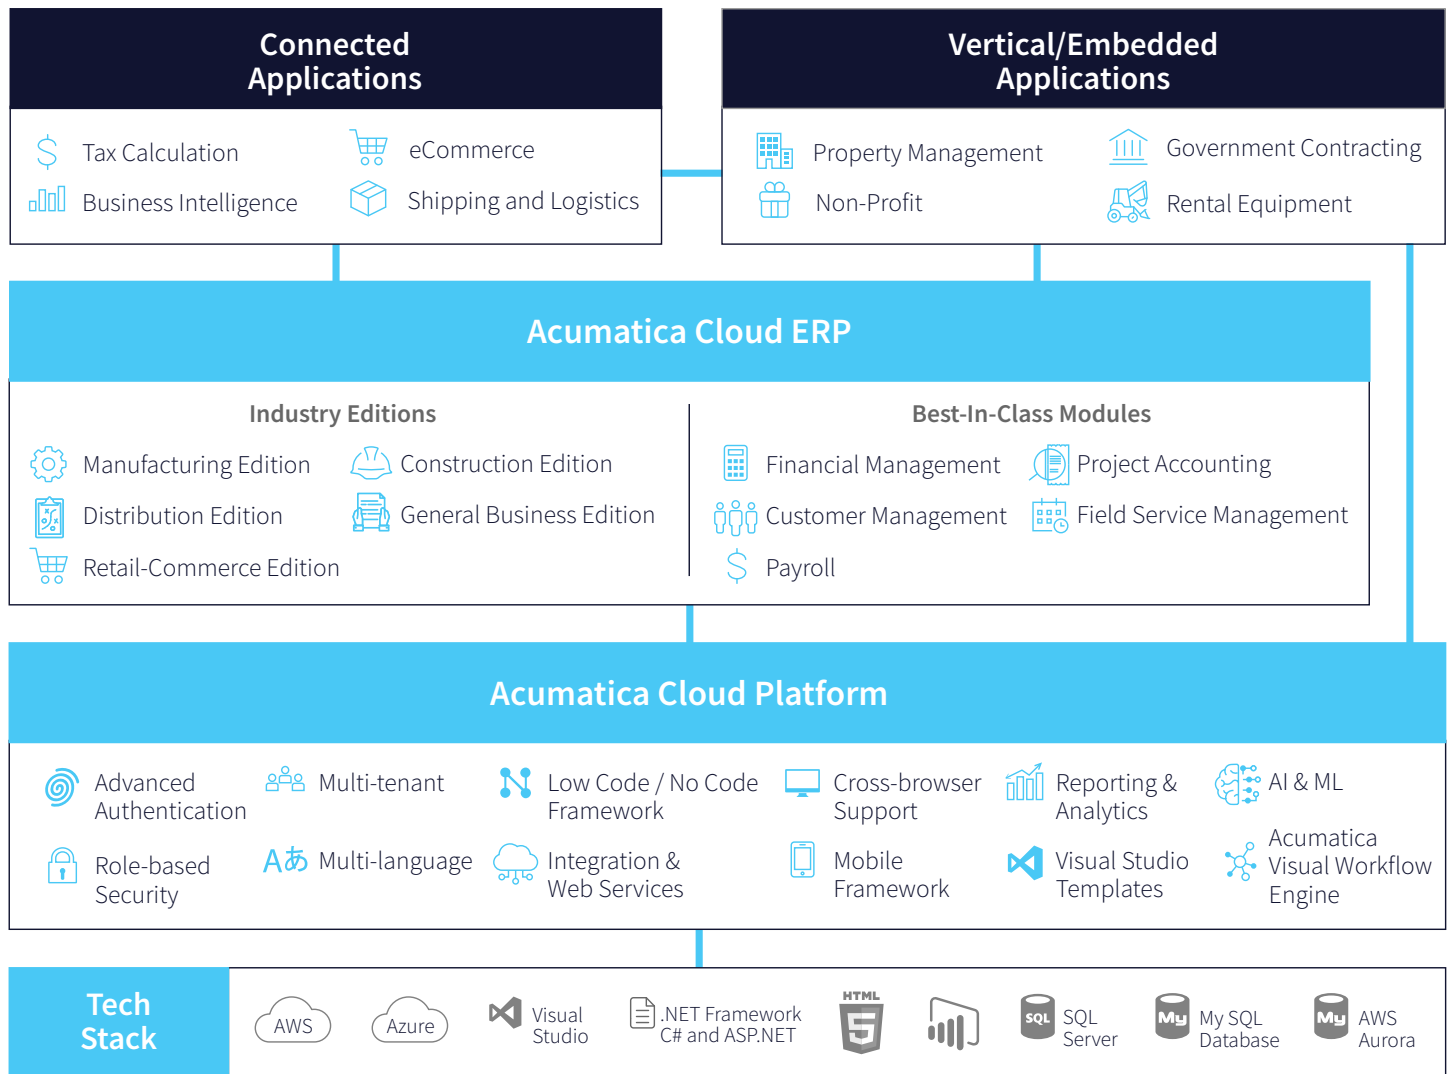 Connected
Applications
Tax Calculation
eCommerce
Business Intelligence
Shipping and Logistics
Vertical/Embedded
Applications
Property Management
Government Contracting
Non-Profit
Rental Equipment
Acumatica Cloud ERP
Industry Editions
Manufacturing Edition
Construction Edition
Distribution Edition
General Business Edition
Retail-Commerce Edition
Best-In-Class Modules
Financial Management
Project Accounting
Customer Management
Field Service Management
Payroll
Acumatica Cloud Platform
Advanced
Authentication
Multi-tenant
Low Code / No Code
Framework
Cross-browser
Support
Reporting &
Analytics
AI & ML
Role-based
Security
Aあ
Multi-language
Integration &
Web Services
Mobile
Framework
Visual Studio
Templates
Acumatica
Visual Workflow
Engine
Tech
Stack
AWS
Azure
Visual
Studio
.NET Framework
C# and ASP.NET
HTML
5
SQL
SQL
Server
My
My SQL
Database
My
AWS
Aurora